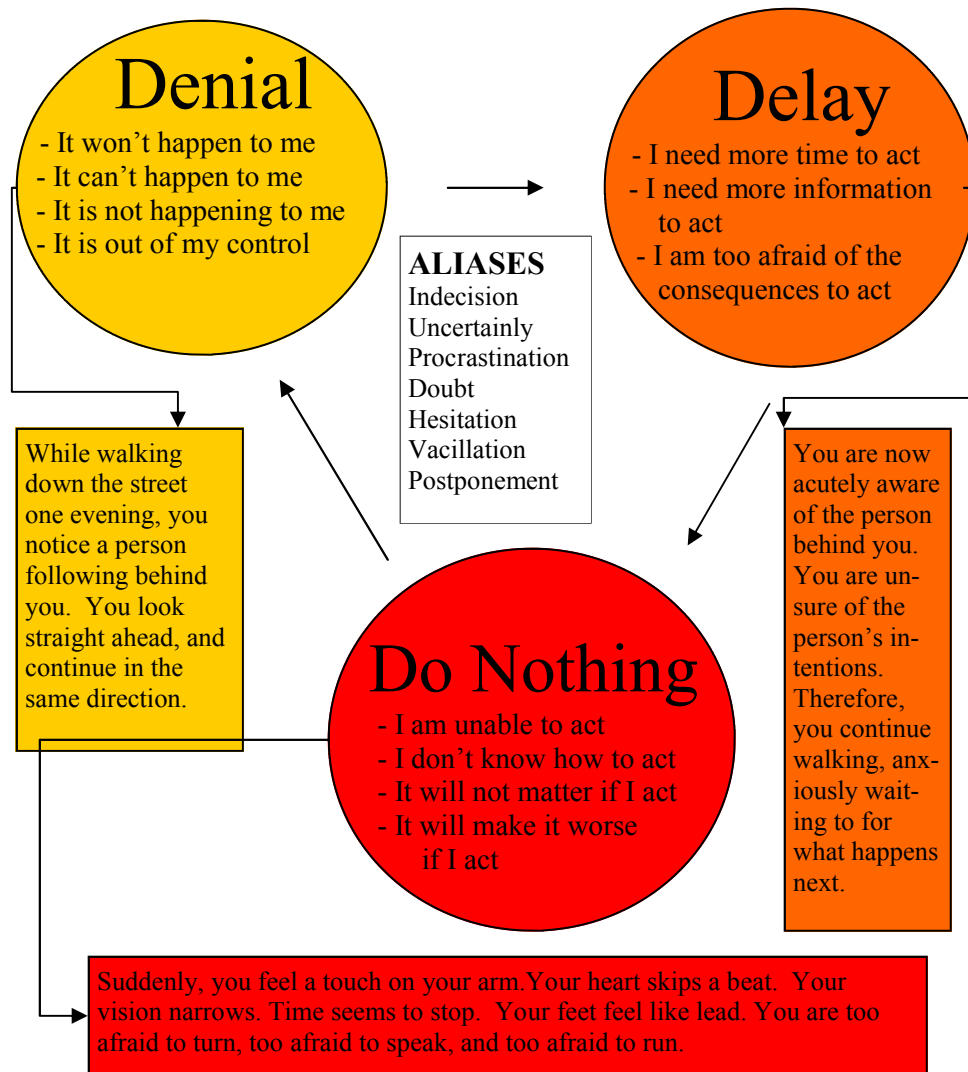 Denial
- It won’t happen to me
- It can’t happen to me
- It is not happening to me
- It is out of my control
Delay
- I need more time to act
- I need more information
to act
- I am too afraid of the
consequences to act
ALIASES
Indecision
Uncertainly
Procrastination
Doubt
Hesitation
Vacillation
Postponement
While walking
down the street
one evening, you
notice a person
following behind
you.  You look
straight ahead, and
continue in the
same direction.
You are now
acutely aware
of the person
behind you.
You are un-
sure of the
person’s in-
tentions.
Therefore,
you continue
walking, anx-
iously wait-
ing to for
what happens
next.
Do Nothing
- I am unable to act
- I don’t know how to act
- It will not matter if I act
- It will make it worse
if I act
Suddenly, you feel a touch on your arm.Your heart skips a beat.  Your
vision narrows. Time seems to stop.  Your feet feel like lead. You are too
afraid to turn, too afraid to speak, and too afraid to run.